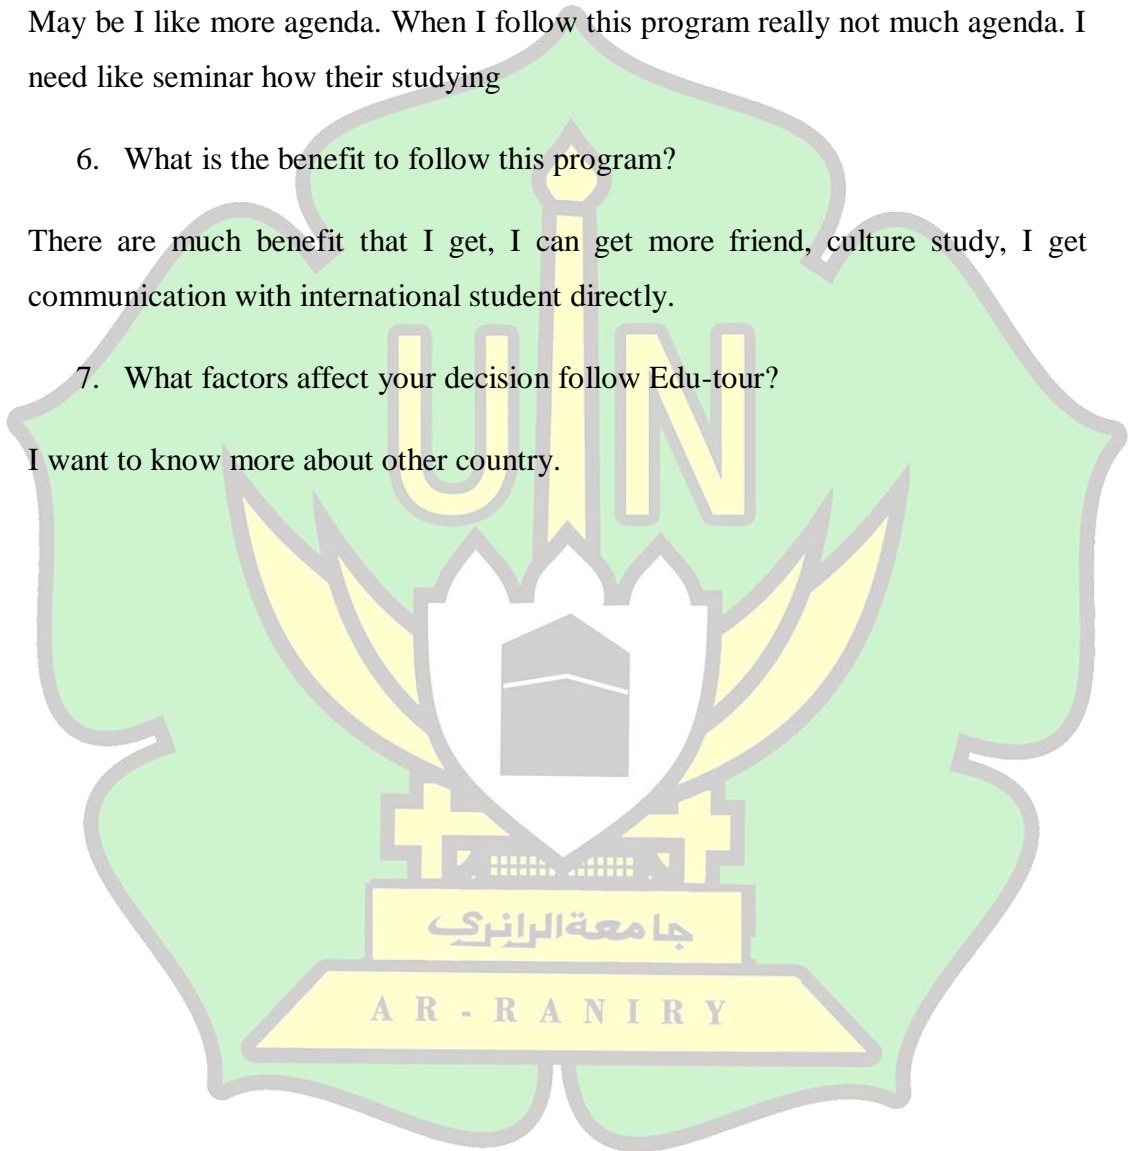 May be I like more agenda. When I follow this program really not much agenda. I
need like seminar how their studying
6. What is the benefit to follow this program?
There are much benefit that I get, I can get more friend, culture study, I get
communication with international student directly.
7. What factors affect your decision follow Edu-tour?
I want to know more about other country.
UIN
جامعة الرانري
AR-RANIRY